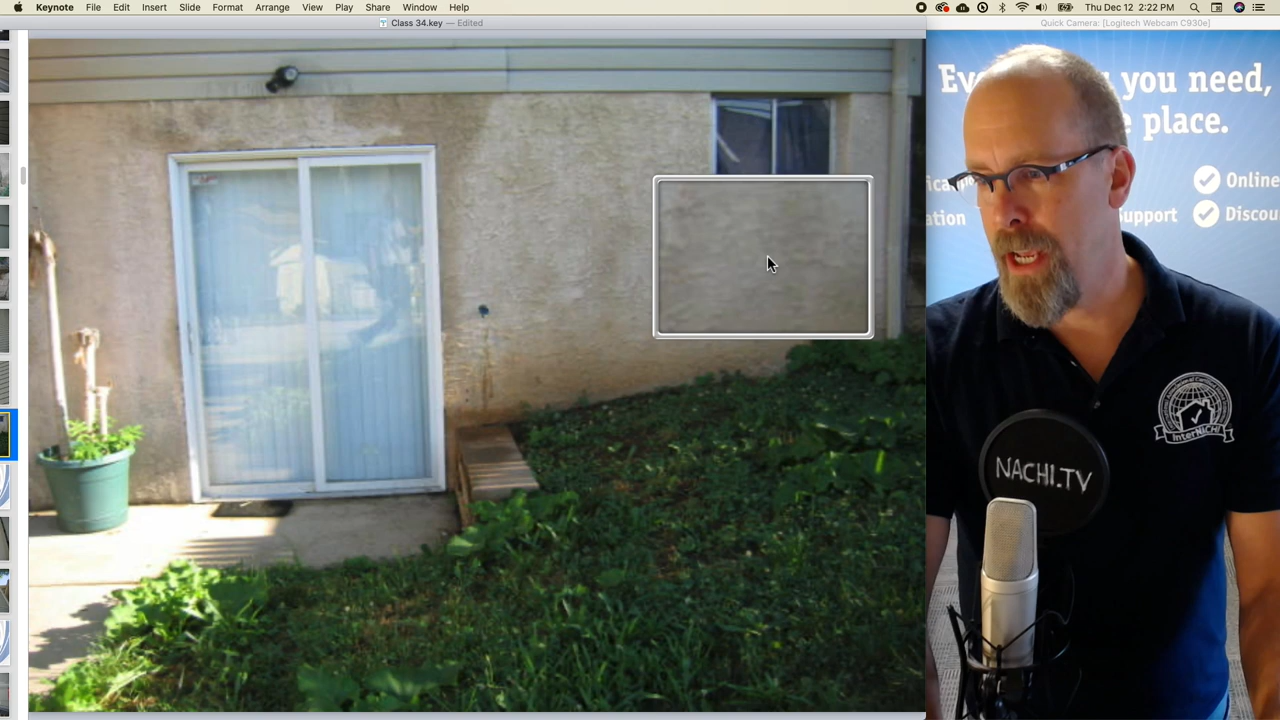 Keynote File Edit Insert Slide Format Arrange View Play Share Window Help Thu Dec 12 2:22 PM
Class 34.key — Edited
Quick Camera: [Logitech Webcam C930e]
you need,
place.
Online
ation Support
InterNACHI
NACHI.TV